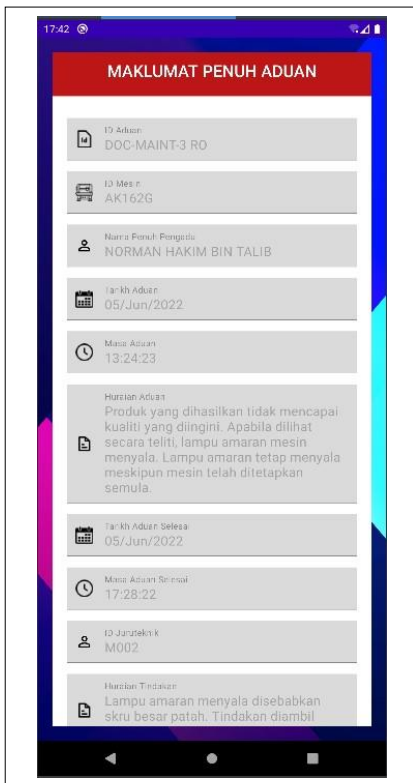 17:42
MAKLUMAT PENUH ADUAN
ID Aduan
DOC-MAINT-3 RO
ID Mesin
AK162G
Nama Penuh Pengadu
NORMAN HAKIM BIN TALIB
Tarikh Aduan
05/Jun/2022
Masa Aduan
13:24:23
Huraian Aduan
Produk yang dihasilkan tidak mencapai
kualiti yang diingini. Apabila dilihat
secara teliti, lampu amaran mesin
menyala. Lampu amaran tetap menyala
meskipun mesin telah ditetapkan
semula.
Tarikh Aduan Selesai
05/Jun/2022
Masa Aduan Selesai
17:28:22
ID Juruteknik
M002
Huraian Tindakan
Lampu amaran menyala disebabkan
skru besar patah. Tindakan diambil